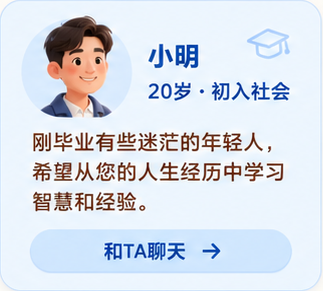 小明
20岁·初入社会
刚毕业有些迷茫的年轻人，
希望从您的人生经历中学习
智慧和经验。
和TA聊天 →